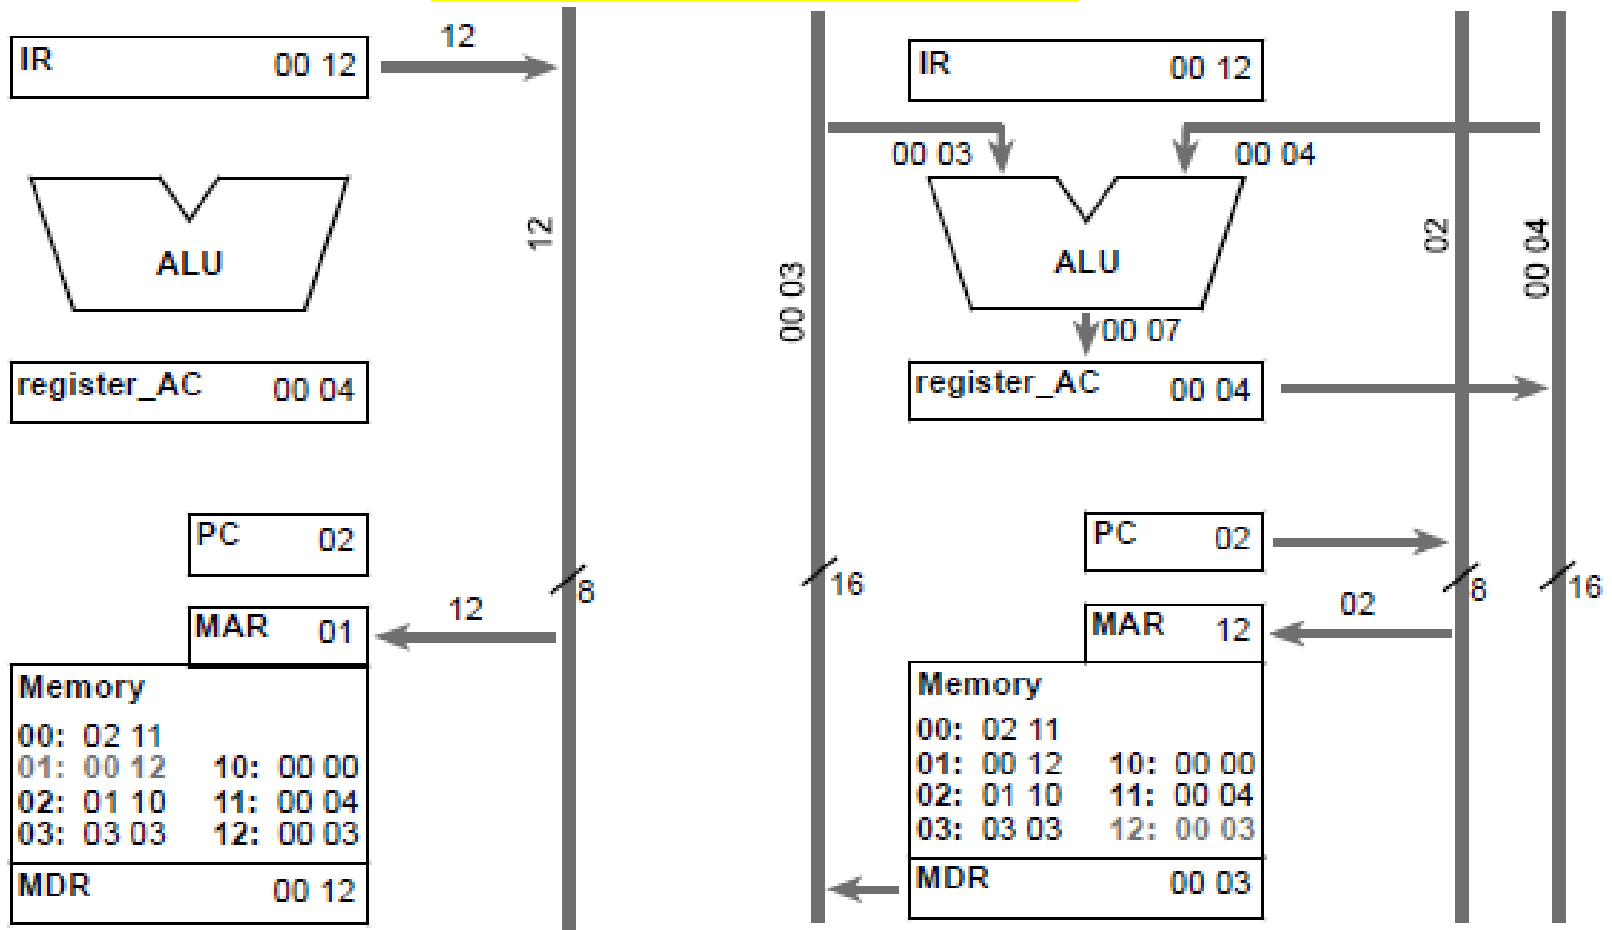 IR 00 12
12
ALU
12
register_AC 00 04
PC 02
8
MAR 01
12
Memory
00: 02 11
01: 00 12 10: 00 00
02: 01 10 11: 00 04
03: 03 03 12: 00 03
MDR 00 12
IR 00 12
00 03
00 04
ALU
00 03
02
00 04
00 07
register_AC 00 04
PC 02
16
8
16
MAR 12
02
Memory
00: 02 11
01: 00 12 10: 00 00
02: 01 10 11: 00 04
03: 03 03 12: 00 03
MDR 00 03